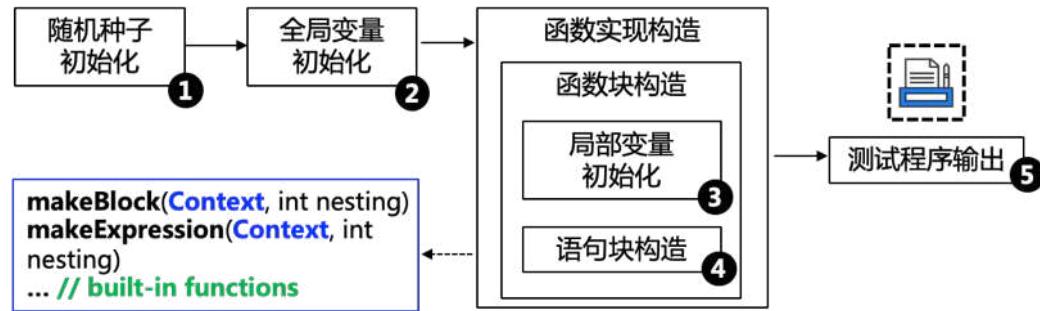 随机种子
初始化
1
全局变量
初始化
2
函数实现构造
函数块构造
局部变量
初始化
3
语句块构造
4
测试程序输出
5
makeBlock(Context, int nesting)
makeExpression(Context, int
nesting)
... // built-in functions